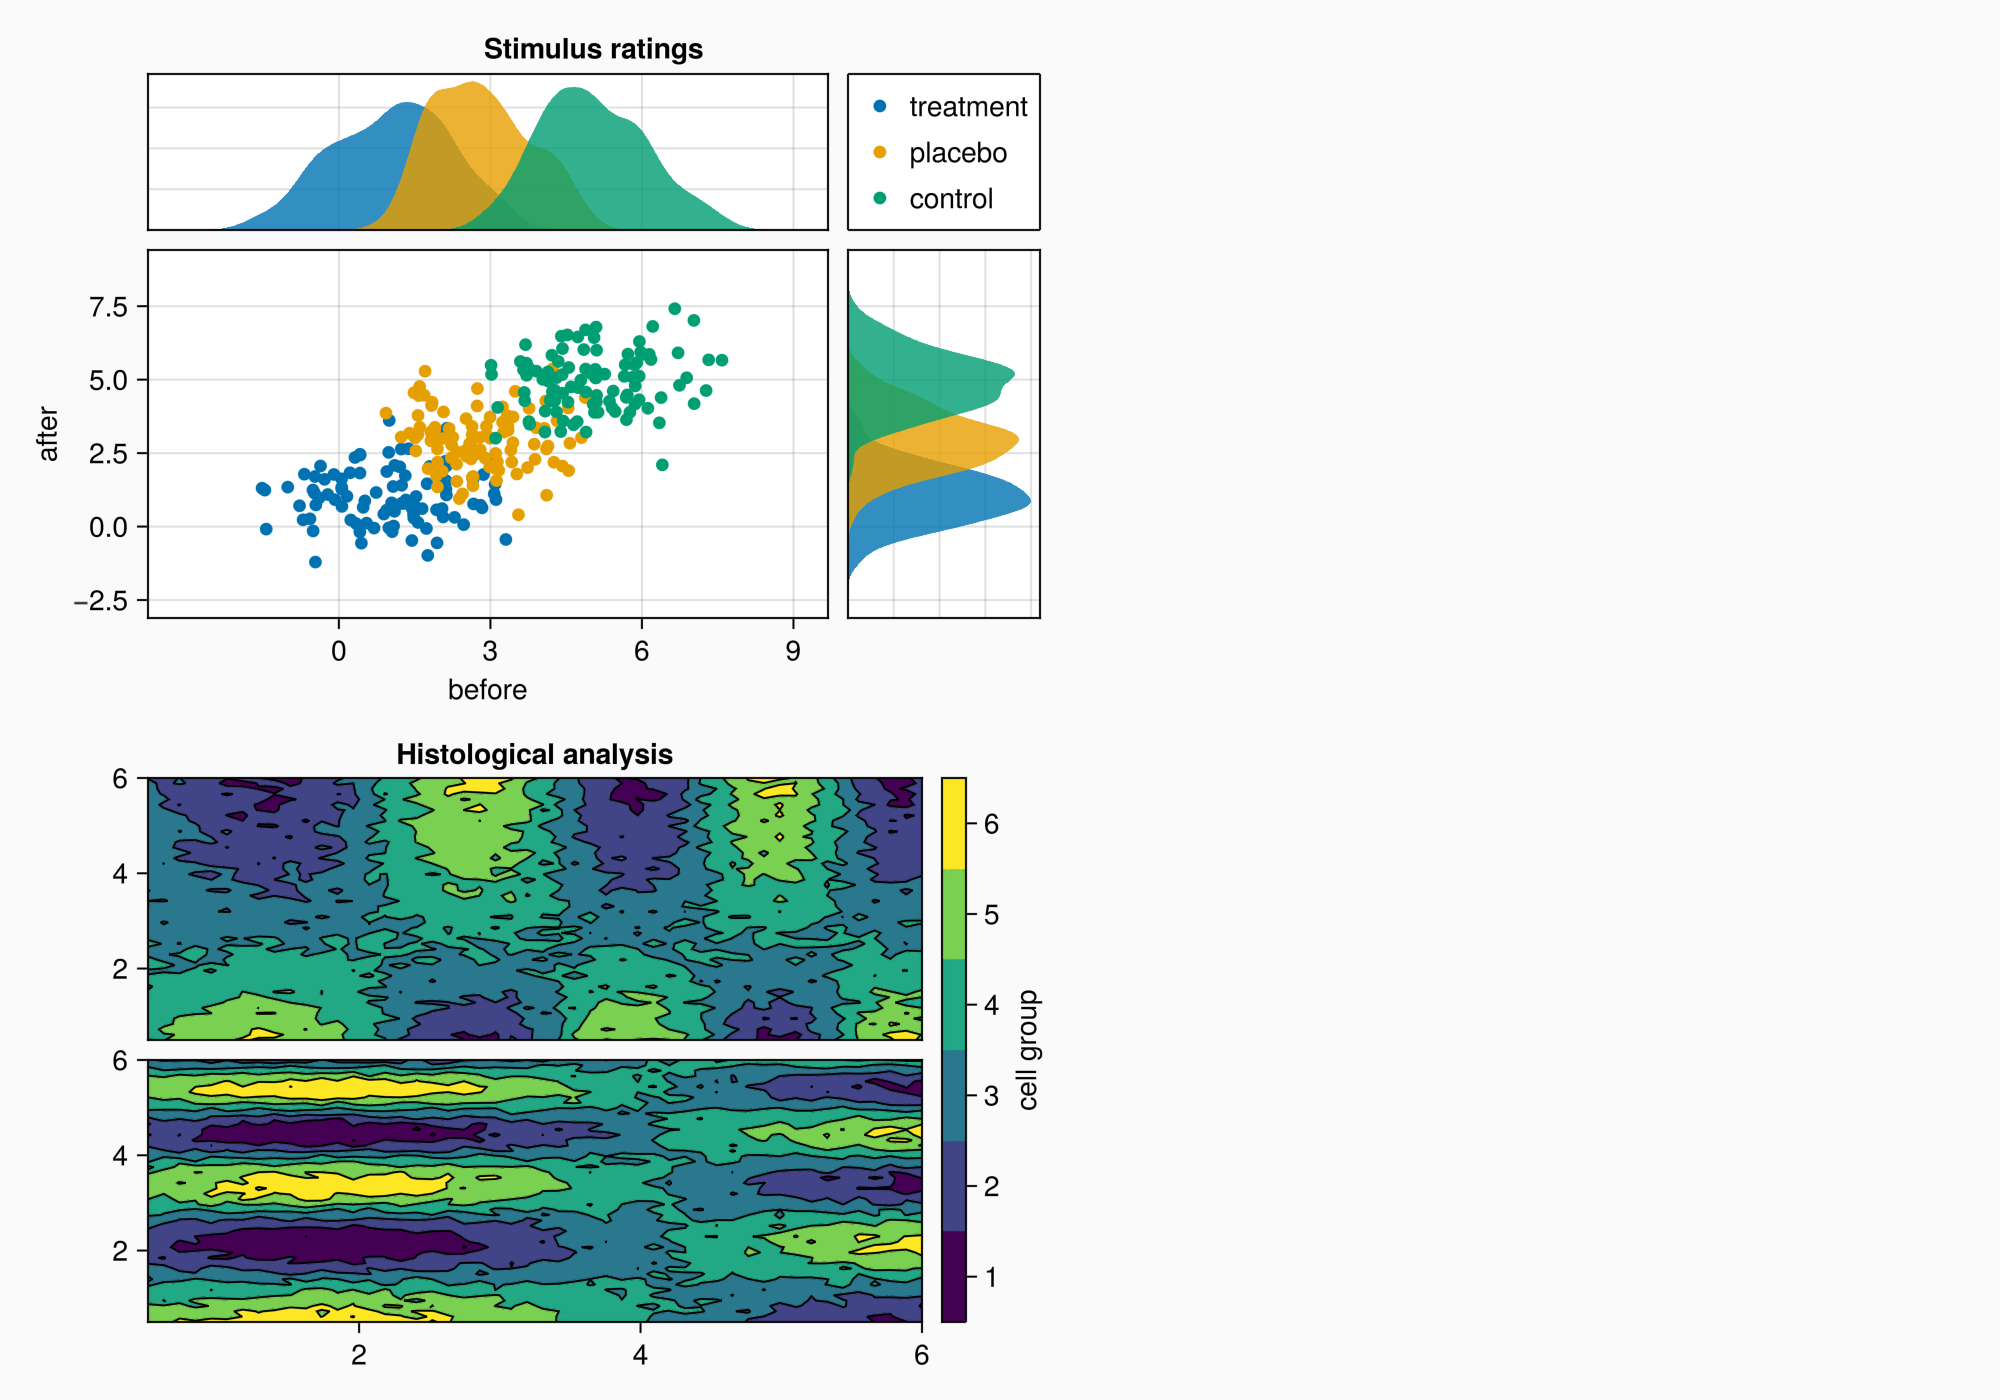 Stimulus ratings
treatment
placebo
control
7.5
5.0
2.5
0.0
−2.5
after
0 3 6 9
before
Histological analysis
6
4
2
6
4
2
2 4 6
6
5
4
3
2
1
cell group